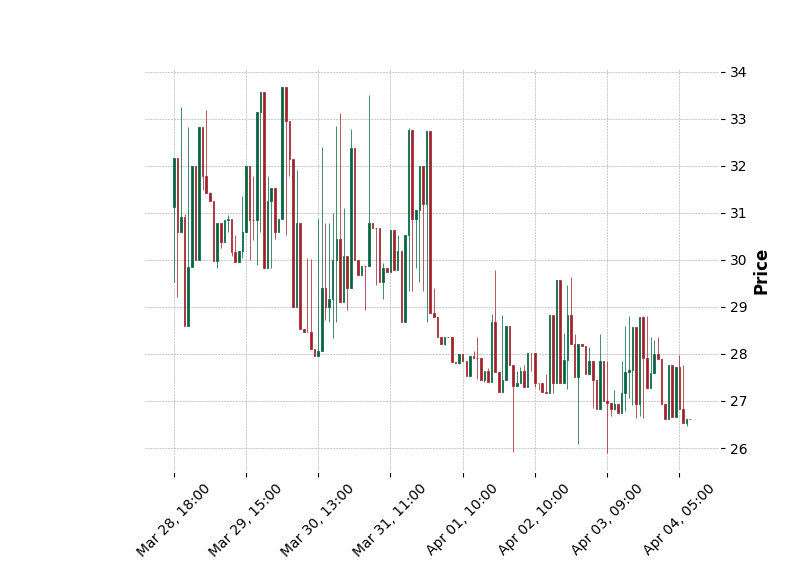 34
33
32
31
30
29
28
27
26
Price
Mar 28, 18:00
Mar 29, 15:00
Mar 30, 13:00
Mar 31, 11:00
Apr 01, 10:00
Apr 02, 10:00
Apr 03, 09:00
Apr 04, 05:00